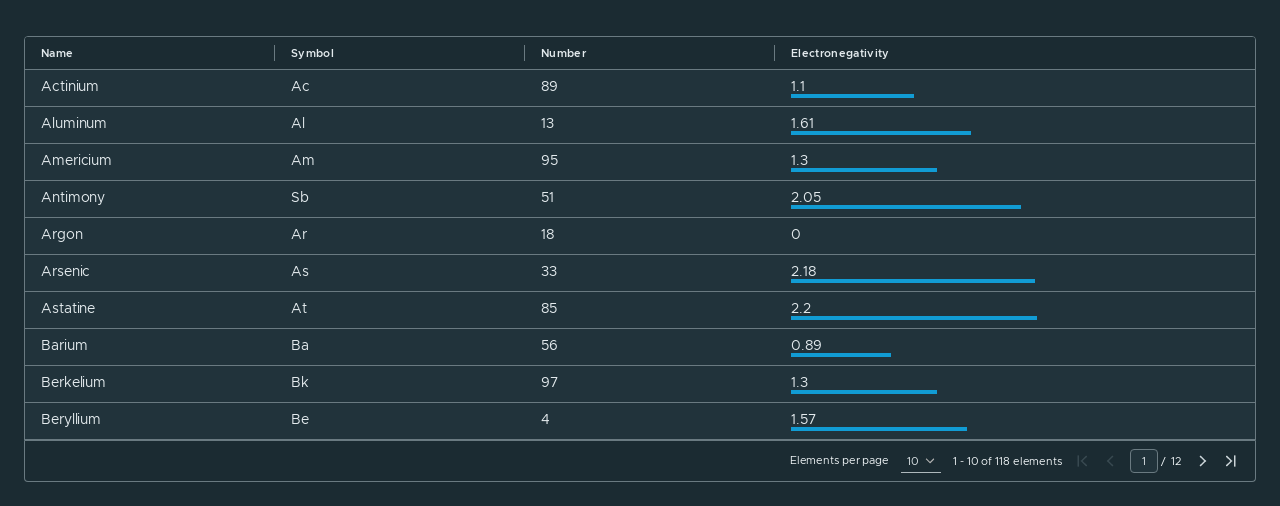 Name Symbol Number Electronegativity
Actinium Ac 89 1.1
Aluminum Al 13 1.61
Americium Am 95 1.3
Antimony Sb 51 2.05
Argon Ar 18 0
Arsenic As 33 2.18
Astatine At 85 2.2
Barium Ba 56 0.89
Berkelium Bk 97 1.3
Beryllium Be 4 1.57
Elements per page 10 1 - 10 of 118 elements 1 / 12